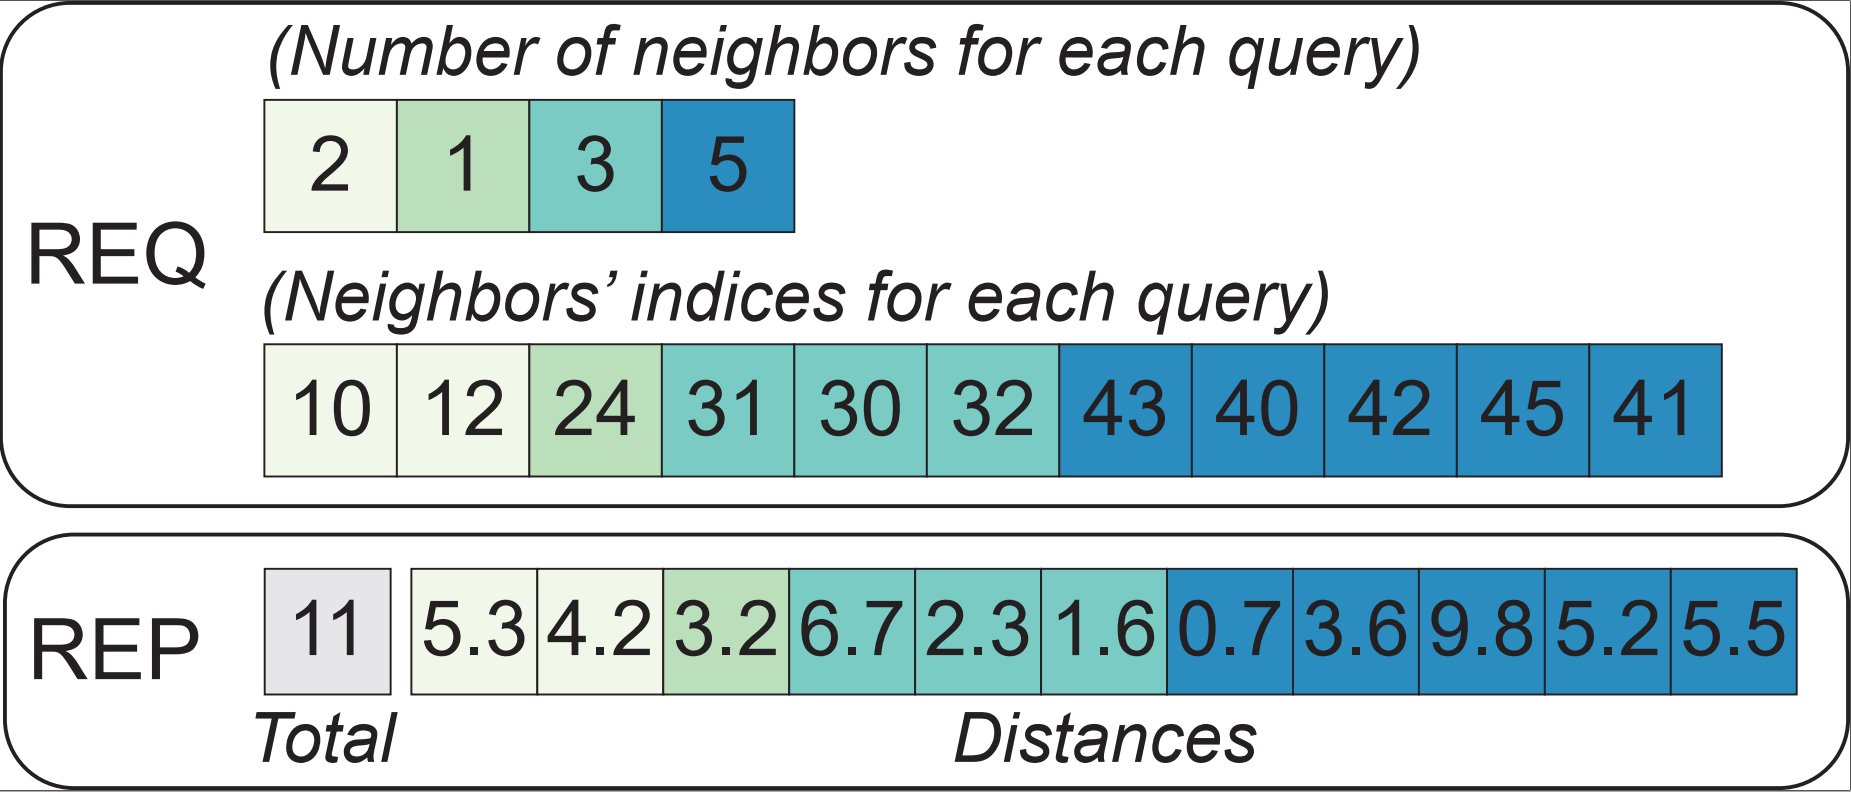 (Number of neighbors for each query)
2 1 3 5
REQ
(Neighbors’ indices for each query)
10 12 24 31 30 32 43 40 42 45 41
REP
11 5.3 4.2 3.2 6.7 2.3 1.6 0.7 3.6 9.8 5.2 5.5
Total Distances